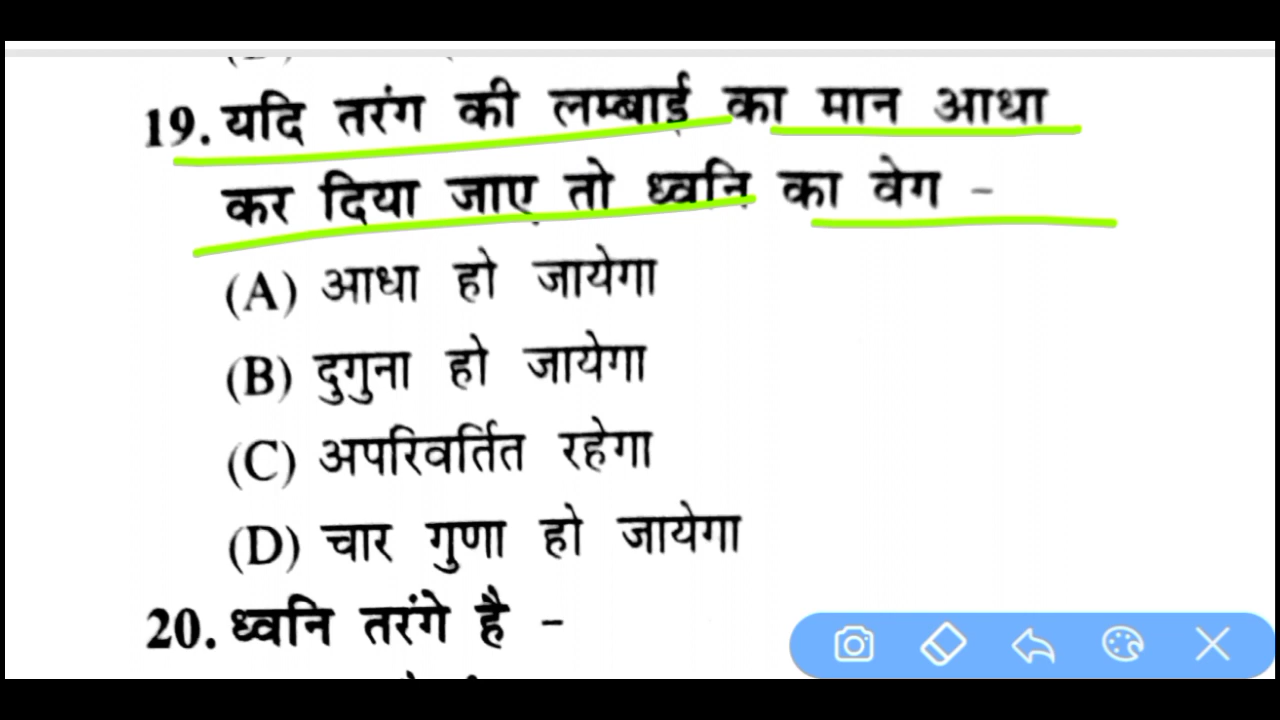 19. यदि तरंग की लम्बाई का मान आधा
कर दिया जाए तो ध्वनि का वेग -
(A) आधा हो जायेगा
(B) दुगुना हो जायेगा
(C) अपरिवर्तित रहेगा
(D) चार गुणा हो जायेगा
20. ध्वनि तरंगे है -